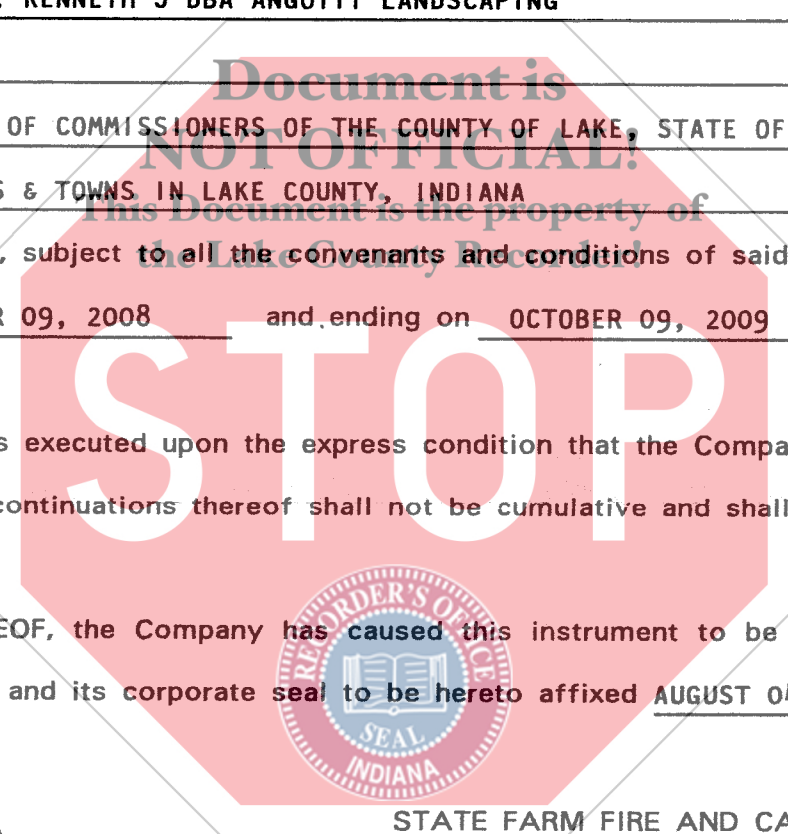 KENNETH J DBA ANGOTTI LANDSCAPING
Document is
OF COMMISSIONERS OF THE COUNTY OF LAKE, STATE OF
NOT OFFICIAL!
S & TOWNS IN LAKE COUNTY, INDIANA
This Document is the property of
, subject to all the convenants and conditions of said
the Lake County Recorder!
R 09, 2008 and ending on OCTOBER 09, 2009
STOP
s executed upon the express condition that the Compa
continuations thereof shall not be cumulative and shall
RECORDER'S OFFICE
EOF, the Company has caused this instrument to be
and its corporate seal to be hereto affixed AUGUST 0
SEAL
INDIANA
STATE FARM FIRE AND CA